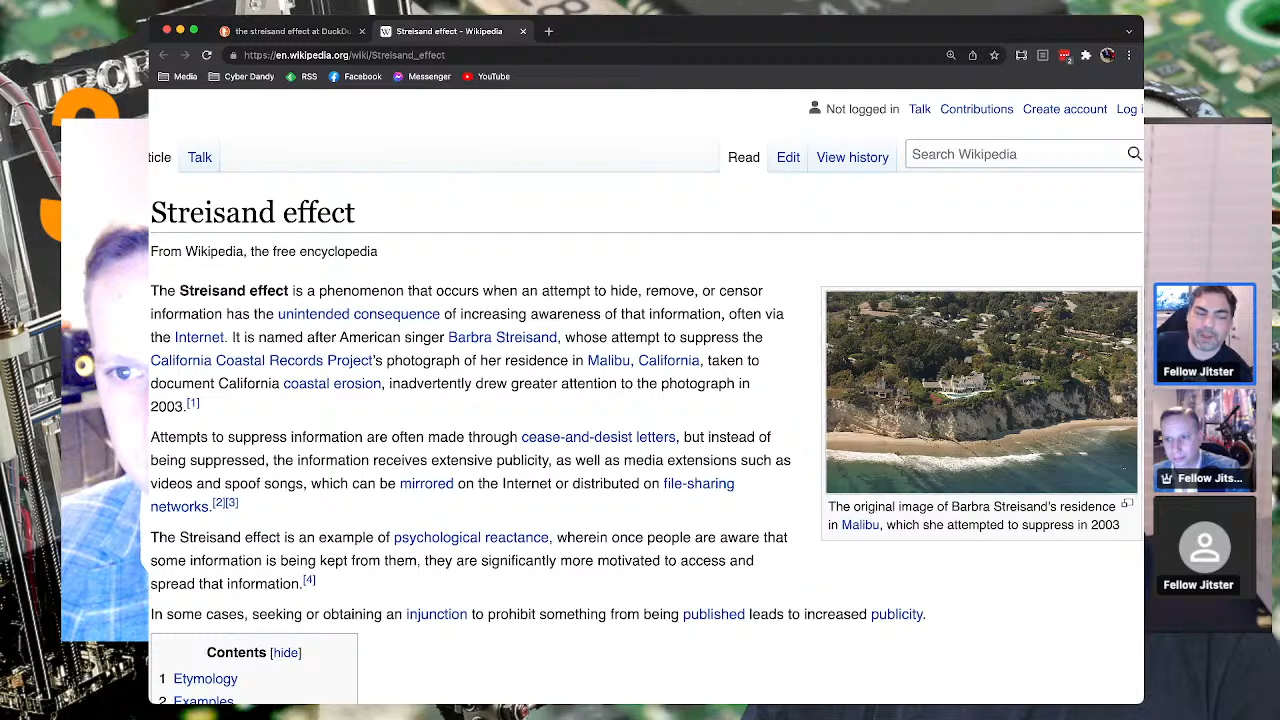 the streisand effect at DuckDu
Streisand effect - Wikipedia
https://en.wikipedia.org/wiki/Streisand_effect
2
Media
Cyber Dandy
RSS
Facebook
Messenger
YouTube
Not logged in Talk Contributions Create account Log i
ticle Talk
Read Edit View history
Search Wikipedia
Streisand effect
From Wikipedia, the free encyclopedia
The Streisand effect is a phenomenon that occurs when an attempt to hide, remove, or censor
information has the unintended consequence of increasing awareness of that information, often via
the Internet. It is named after American singer Barbra Streisand, whose attempt to suppress the
California Coastal Records Project's photograph of her residence in Malibu, California, taken to
document California coastal erosion, inadvertently drew greater attention to the photograph in
2003.[1]
Attempts to suppress information are often made through cease-and-desist letters, but instead of
being suppressed, the information receives extensive publicity, as well as media extensions such as
videos and spoof songs, which can be mirrored on the Internet or distributed on file-sharing
networks.[2][3]
The Streisand effect is an example of psychological reactance, wherein once people are aware that
some information is being kept from them, they are significantly more motivated to access and
spread that information.[4]
In some cases, seeking or obtaining an injunction to prohibit something from being published leads to increased publicity.
The original image of Barbra Streisand's residence
in Malibu, which she attempted to suppress in 2003
Contents [hide]
1 Etymology
2 Examples
Fellow Jitster
Fellow Jits...
Fellow Jitster